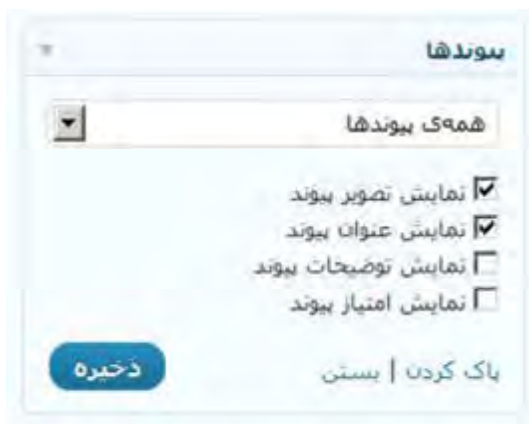 پیوندها
همه‌ی پیوندها
نمایش تصویر پیوند
نمایش عنوان پیوند
نمایش توضیحات پیوند
نمایش امتیاز پیوند
پاک کردن | بستن
ذخیره